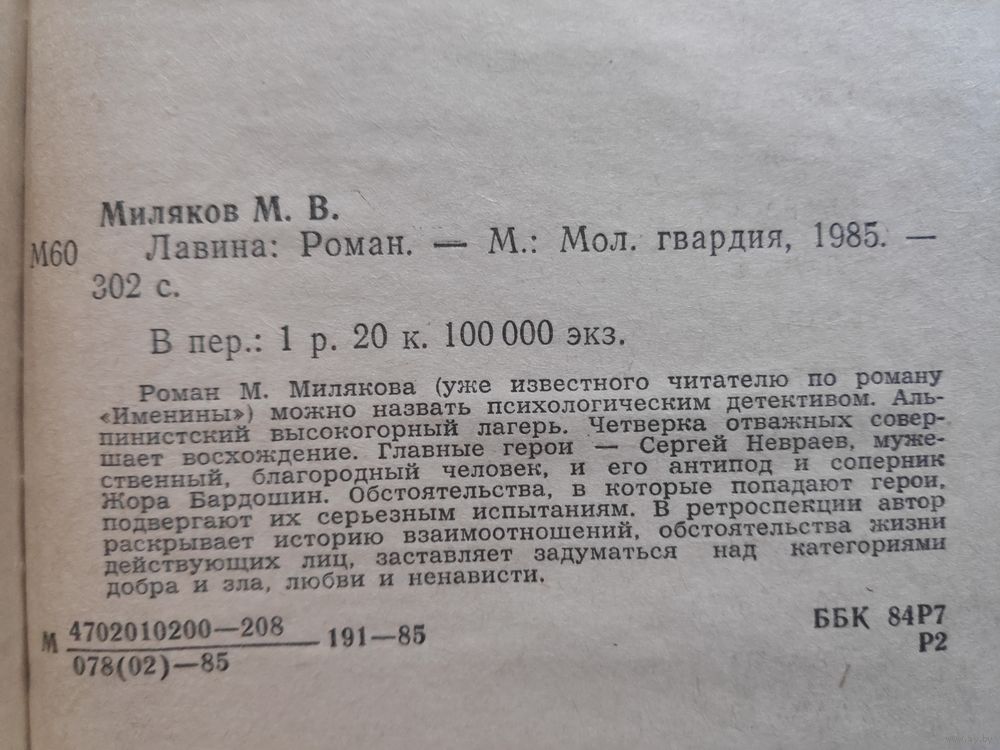 Миляков М. В.
М60 Лавина: Роман. — М.: Мол. гвардия, 1985. —
302 с.
В пер.: 1 р. 20 к. 100 000 экз.
Роман М. Милякова (уже известного читателю по роману
«Именины») можно назвать психологическим детективом. Аль-
пинистский высокогорный лагерь. Четверка отважных совер-
шает восхождение. Главные герои — Сергей Невраев, муже-
ственный, благородный человек, и его антипод и соперник
Жора Бардошин. Обстоятельства, в которые попадают герои,
подвергают их серьезным испытаниям. В ретроспекции автор
раскрывает историю взаимоотношений, обстоятельства жизни
действующих лиц, заставляет задуматься над категориями
добра и зла, любви и ненависти.
М 4702010200—208 191—85
078(02)—85
ББК 84Р7
Р2